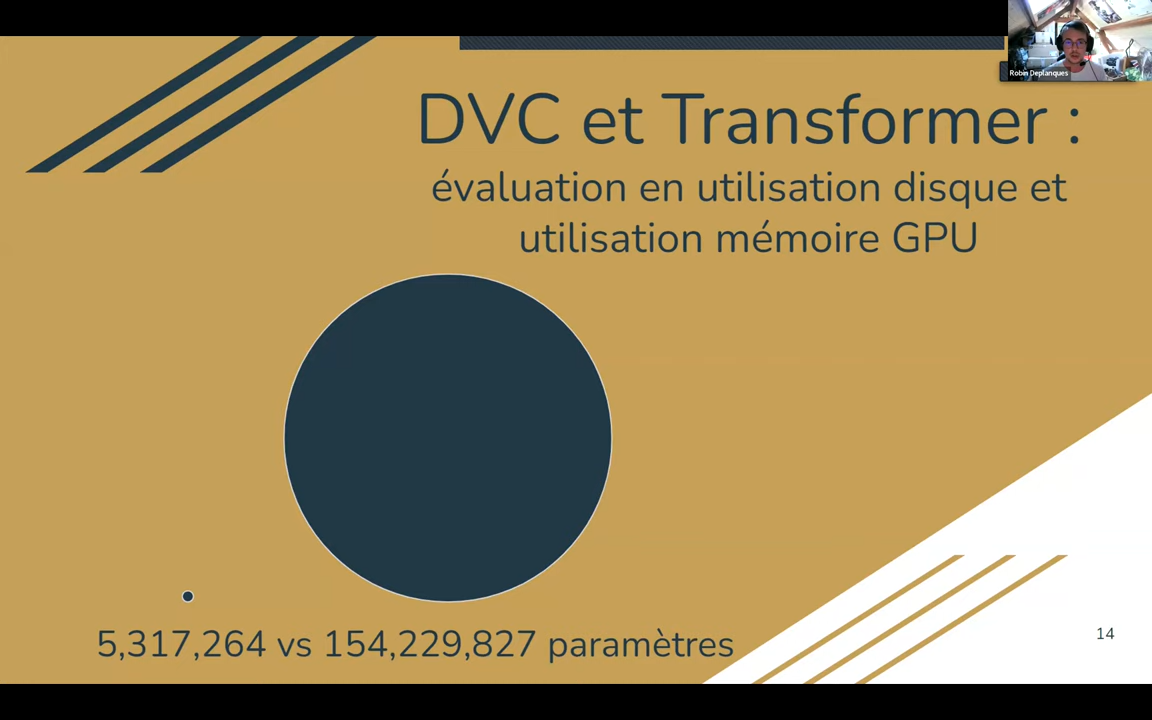 Robin Deplanques
DVC et Transformer :
évaluation en utilisation disque et
utilisation mémoire GPU
5,317,264 vs 154,229,827 paramètres
14